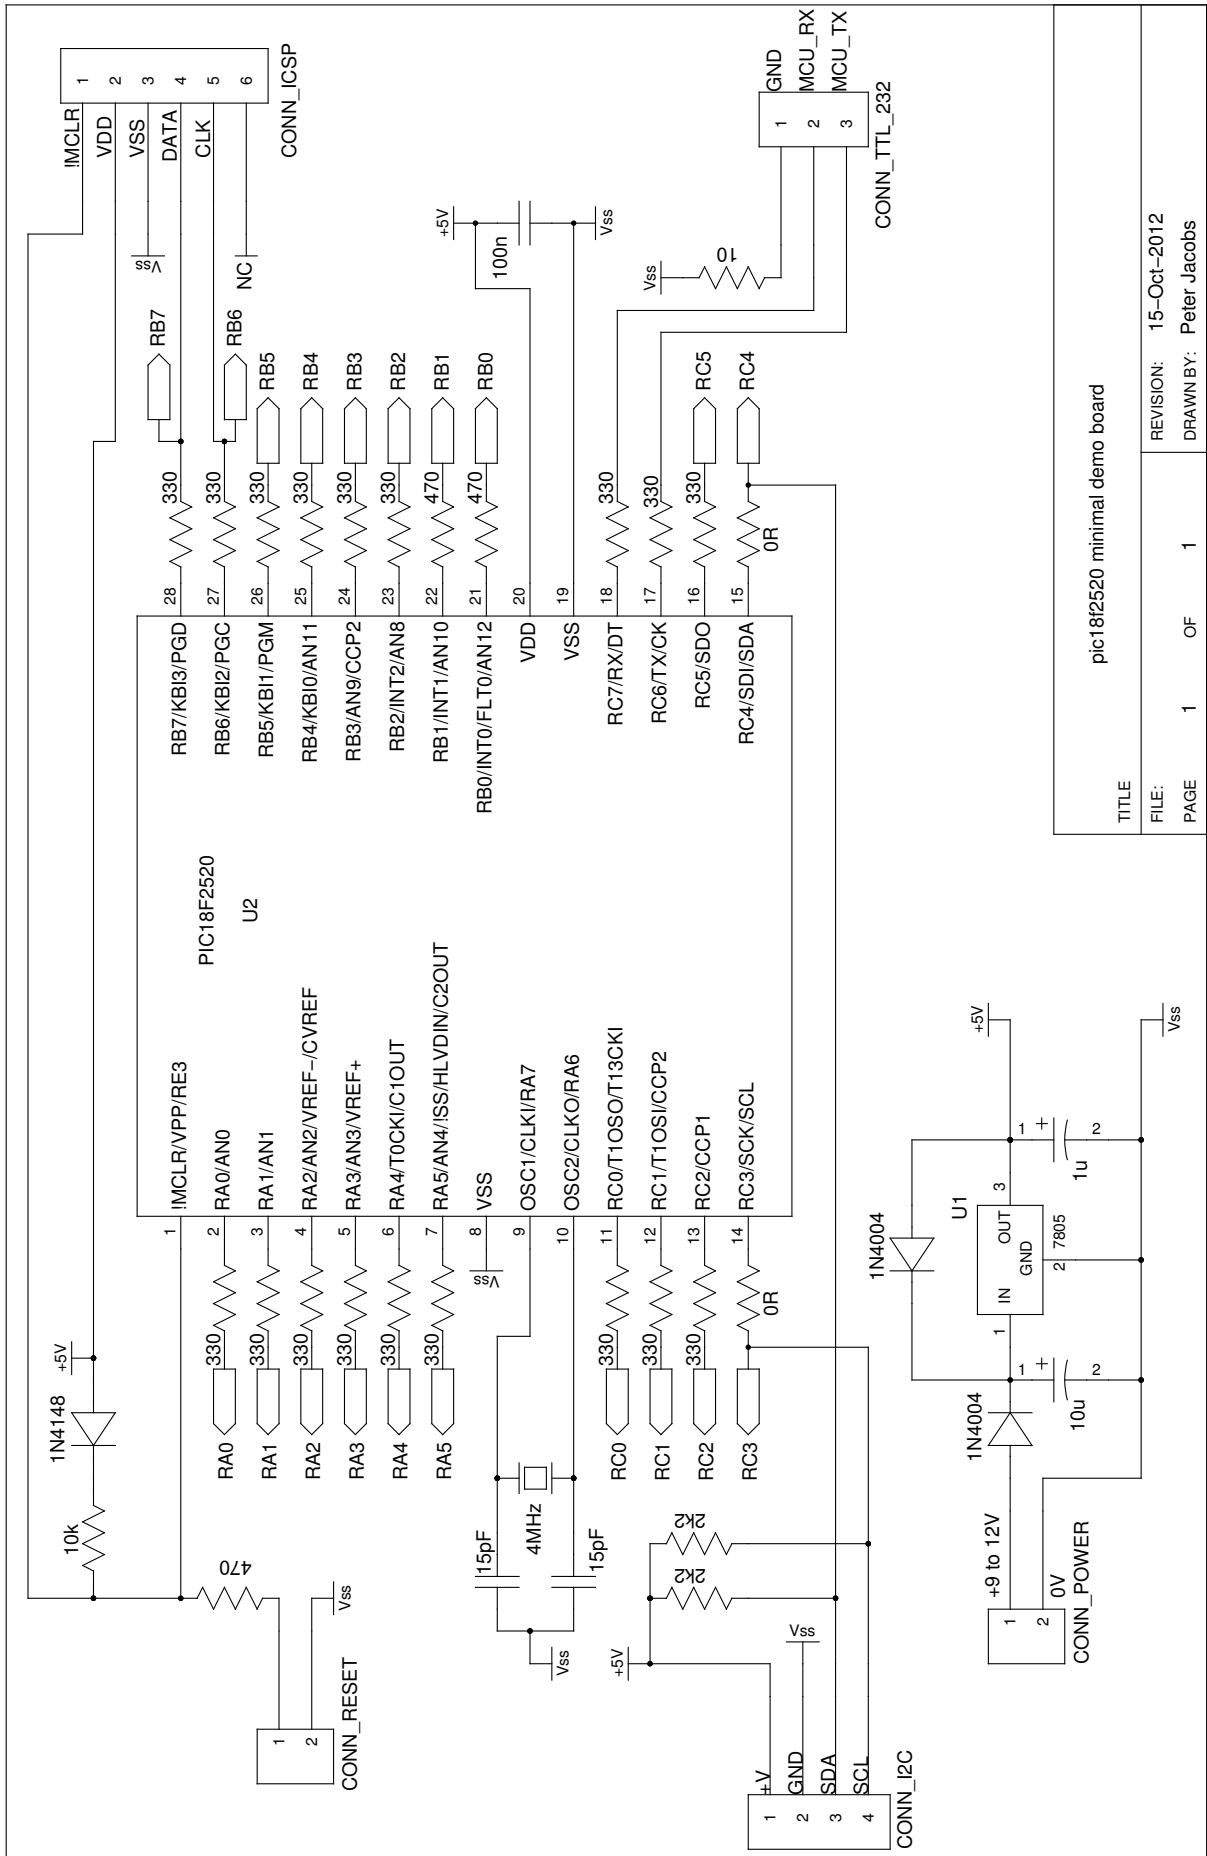 CONN_RESET
1
2
470
Vss
10k
1N4148
+5V
!MCLR
VDD
VSS
DATA
CLK
1
2
3
4
5
6
CONN_ICSP
Vss
NC
PIC18F2520
U2
1 !MCLR/VPP/RE3
RA0 330 2 RA0/AN0
RA1 330 3 RA1/AN1
RA2 330 4 RA2/AN2/VREF-/CVREF
RA3 330 5 RA3/AN3/VREF+
RA4 330 6 RA4/T0CKI/C1OUT
RA5 330 7 RA5/AN4/!SS/HLVDIN/C2OUT
Vss 8 VSS
9 OSC1/CLKI/RA7
10 OSC2/CLKO/RA6
RC0 330 11 RC0/T1OSO/T13CKI
RC1 330 12 RC1/T1OSI/CCP2
RC2 330 13 RC2/CCP1
RC3 0R 14 RC3/SCK/SCL
15pF
4MHz
15pF
Vss
RB7/KBI3/PGD 28 330 RB7
RB6/KBI2/PGC 27 330 RB6
RB5/KBI1/PGM 26 330 RB5
RB4/KBI0/AN11 25 330 RB4
RB3/AN9/CCP2 24 330 RB3
RB2/INT2/AN8 23 330 RB2
RB1/INT1/AN10 22 470 RB1
RB0/INT0/FLT0/AN12 21 470 RB0
VDD 20
VSS 19
RC7/RX/DT 18 330
RC6/TX/CK 17 330
RC5/SDO 16 330 RC5
RC4/SDI/SDA 15 0R RC4
+5V
100n
Vss
Vss
10
GND
MCU_RX
MCU_TX
1
2
3
CONN_TTL_232
+5V
2k2
2k2
Vss
+V
GND
SDA
SCL
1
2
3
4
CONN_I2C
+9 to 12V
1
2
0V
CONN_POWER
1N4004
1N4004
1 +
2
10u
U1
1 IN
OUT 3
GND
2 7805
1 +
2
1u
+5V
Vss
TITLE
pic18f2520 minimal demo board
FILE:
REVISION: 15-Oct-2012
PAGE 1 OF 1
DRAWN BY: Peter Jacobs